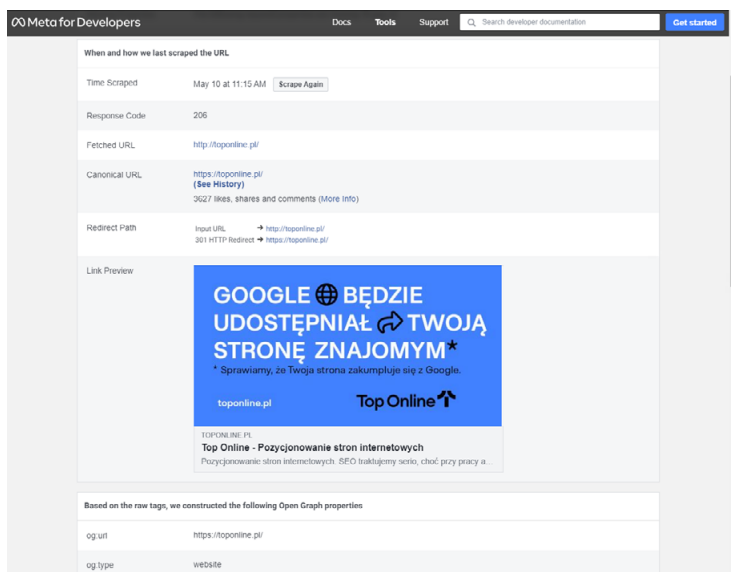 Meta for Developers
Docs Tools Support Search developer documentation Get started
When and how we last scraped the URL
Time Scraped May 10 at 11:15 AM Scrape Again
Response Code 206
Fetched URL http://toponline.pl/
Canonical URL https://toponline.pl/
(See History)
3627 likes, shares and comments (More Info)
Redirect Path Input URL ➔ http://toponline.pl/
301 HTTP Redirect ➔ https://toponline.pl/
Link Preview
GOOGLE BĘDZIE
UDOSTĘPNIAŁ TWOJĄ
STRONĘ ZNAJOMYM*
* Sprawiamy, że Twoja strona zakumpluje się z Google.
toponline.pl Top Online
TOPONLINE.PL
Top Online - Pozycjonowanie stron internetowych
Pozycjonowanie stron internetowych. SEO traktujemy serio, choć przy pracy a...
Based on the raw tags, we constructed the following Open Graph properties
og:url https://toponline.pl/
og:type website